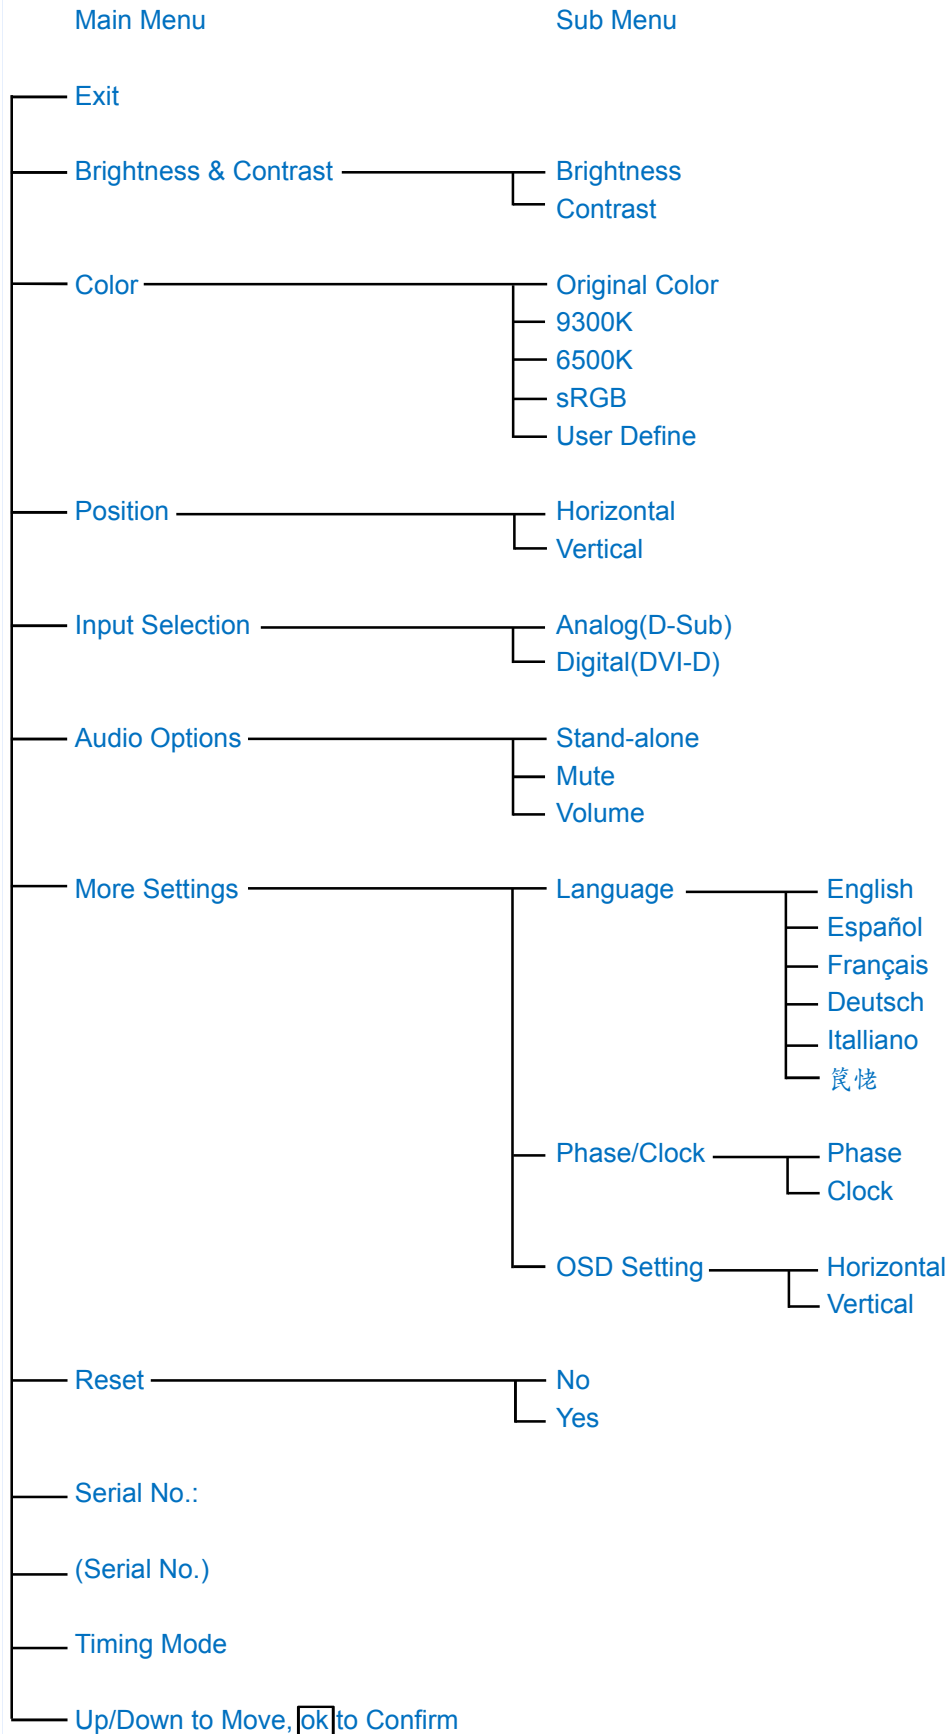 Main Menu Sub Menu
Exit
Brightness & Contrast Brightness
Contrast
Color Original Color
9300K
6500K
sRGB
User Define
Position Horizontal
Vertical
Input Selection Analog(D-Sub)
Digital(DVI-D)
Audio Options Stand-alone
Mute
Volume
More Settings Language English
Español
Français
Deutsch
Italliano
Phase/Clock Phase
Clock
OSD Setting Horizontal
Vertical
Reset No
Yes
Serial No.:
(Serial No.)
Timing Mode
Up/Down to Move, ok to Confirm